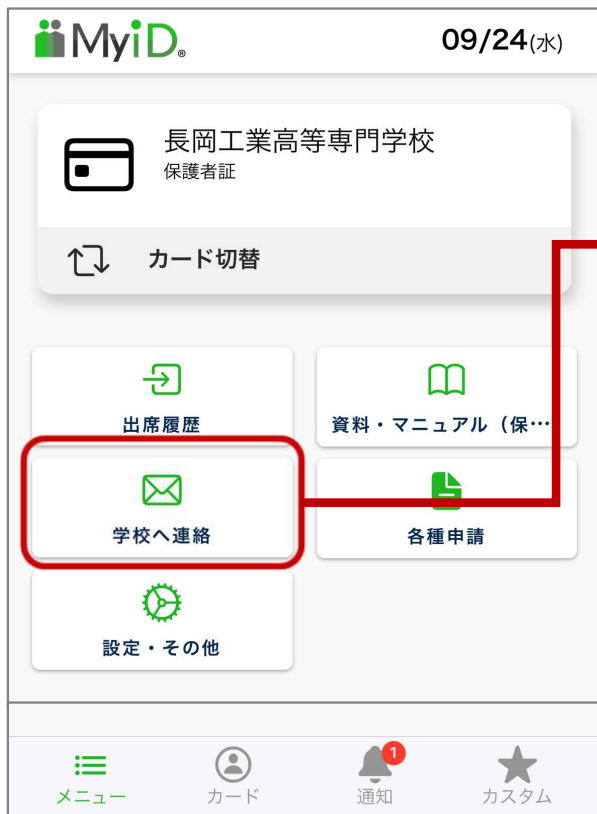 MyiD®
09/24(水)
長岡工業高等専門学校
保護者証
カード切替
出席履歴
資料・マニュアル（保…
学校へ連絡
各種申請
設定・その他
1
メニュー
カード
通知
カスタム